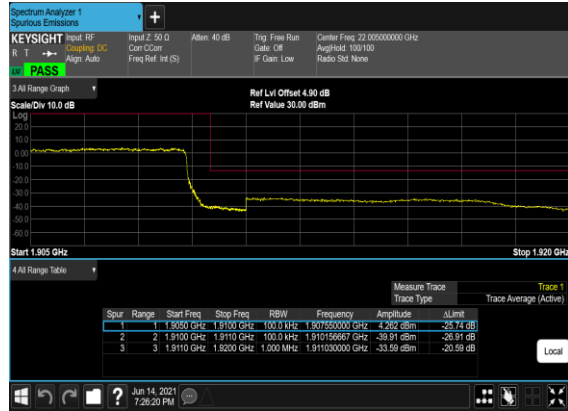 Spectrum Analyzer 1
Spurious Emissions
KEYSIGHT Input: RF Input Z: 50 Ω Atten: 40 dB Trig: Free Run Center Freq: 22.005000000 GHz
R T Coupling: DC Corr CCorr Gate: Off Avg|Hold: 100/100
Align: Auto Freq Ref: Int (S) IF Gain: Low Radio Std: None
PASS
3 All Range Graph
Ref Lvl Offset 4.90 dB
Scale/Div 10.0 dB Ref Value 30.00 dBm
Log
20.0
10.0
0.00
-10.0
-20.0
-30.0
-40.0
-50.0
-60.0
Start 1.905 GHz Stop 1.920 GHz
4 All Range Table
Measure Trace Trace 1
Trace Type Trace Average (Active)
Spur Range Start Freq Stop Freq RBW Frequency Amplitude ΔLimit
1 1 1.9050 GHz 1.9100 GHz 100.0 kHz 1.907550000 GHz 4.262 dBm -25.74 dB
2 2 1.9100 GHz 1.9110 GHz 100.0 kHz 1.910156667 GHz -39.91 dBm -26.91 dB
3 3 1.9110 GHz 1.9200 GHz 1.000 MHz 1.911030000 GHz -33.59 dBm -20.59 dB
Local
Jun 14, 2021
7:26:20 PM